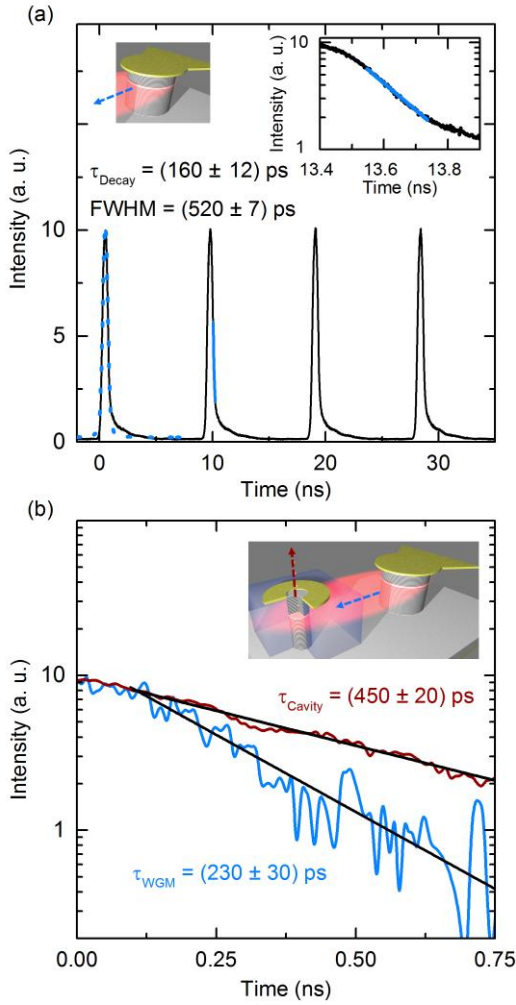 (a)
Intensity (a. u.)
10
5
0
τDecay = (160 ± 12) ps
FWHM = (520 ± 7) ps
Intensity (a. u.)
10
1
13.4 13.6 13.8
Time (ns)
0 10 20 30
Time (ns)
(b)
Intensity (a. u.)
10
1
τCavity = (450 ± 20) ps
τWGM = (230 ± 30) ps
0.00 0.25 0.50 0.75
Time (ns)